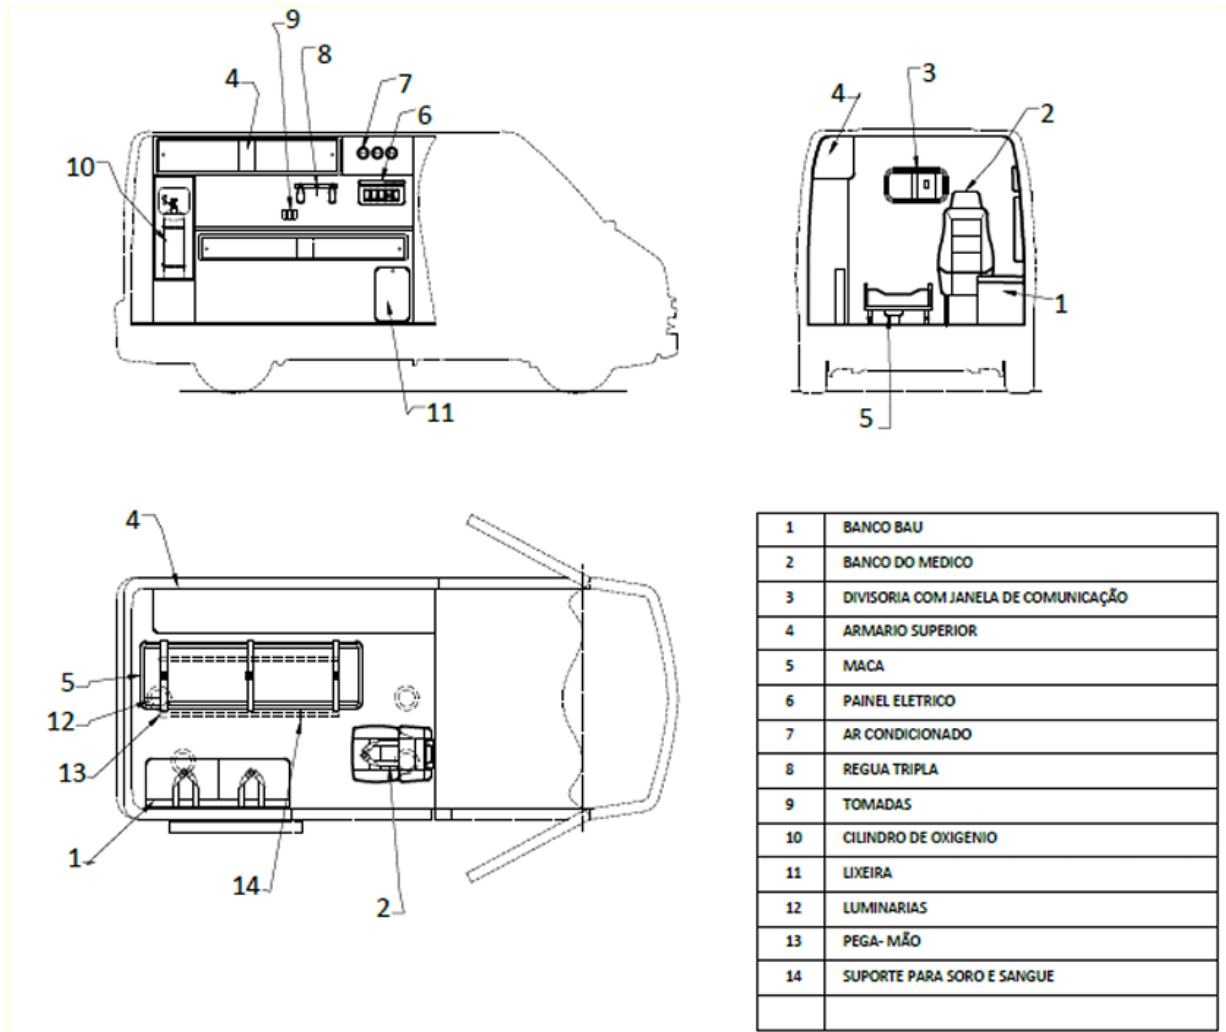 9
8
4
7
6
10
11
3
4
2
1
5
4
5
12
13
1
14
2
1 BANCO BAU
2 BANCO DO MEDICO
3 DIVISORIA COM JANELA DE COMUNICAÇÃO
4 ARMARIO SUPERIOR
5 MACA
6 PAINEL ELETRICO
7 AR CONDICIONADO
8 REGUA TRIPLA
9 TOMADAS
10 CILINDRO DE OXIGENIO
11 LIXEIRA
12 LUMINARIAS
13 PEGA- MÃO
14 SUPORTE PARA SORO E SANGUE